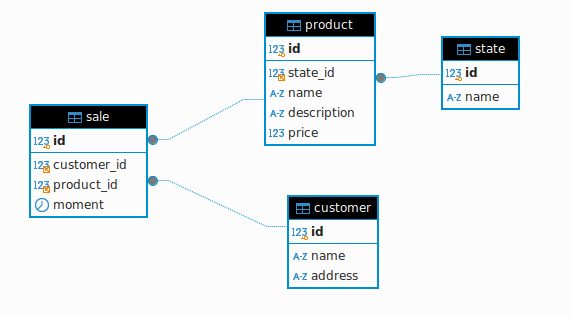 product
123 id
123 state_id
A-Z name
A-Z description
123 price
state
123 id
A-Z name
sale
123 id
123 customer_id
123 product_id
moment
customer
123 id
A-Z name
A-Z address